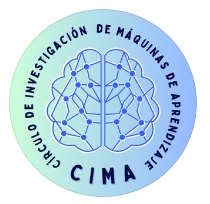 CÍRCULO DE INVESTIGACIÓN DE MÁQUINAS DE APRENDIZAJE
CIMA